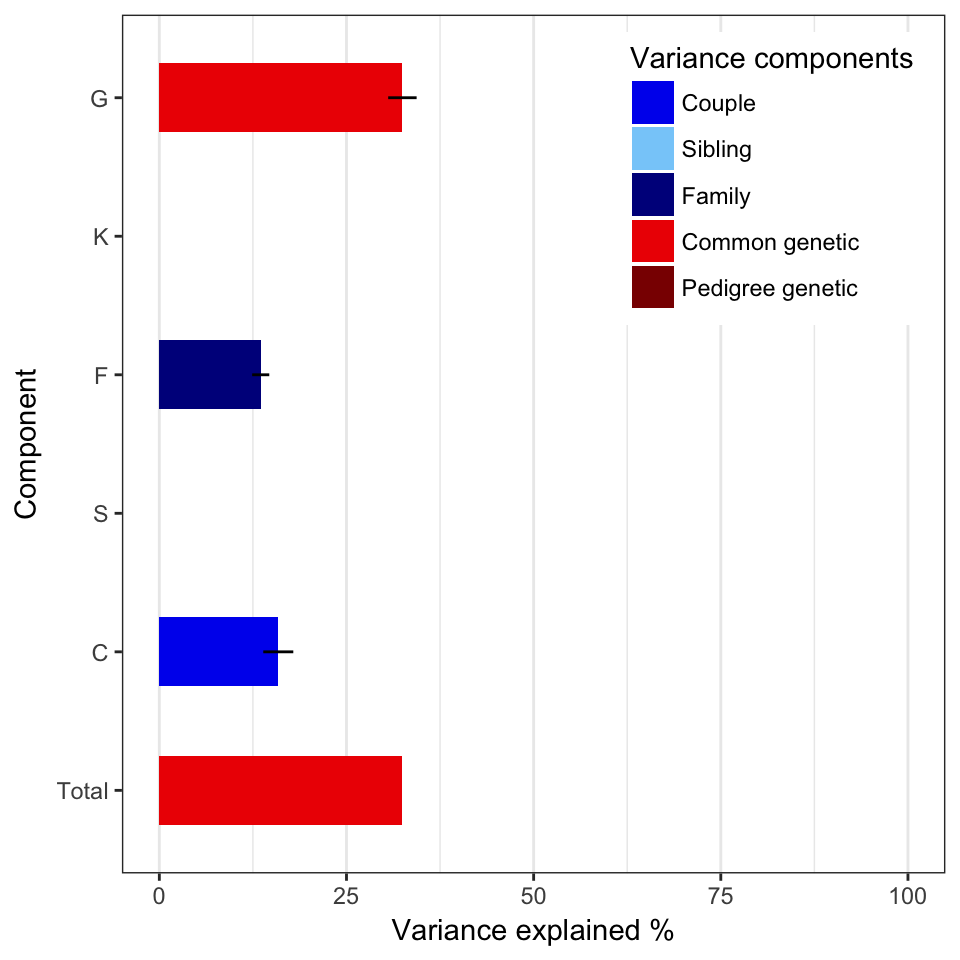 Variance components
Couple
Sibling
Family
Common genetic
Pedigree genetic
Component
G
K
F
S
C
Total
0 25 50 75 100
Variance explained %